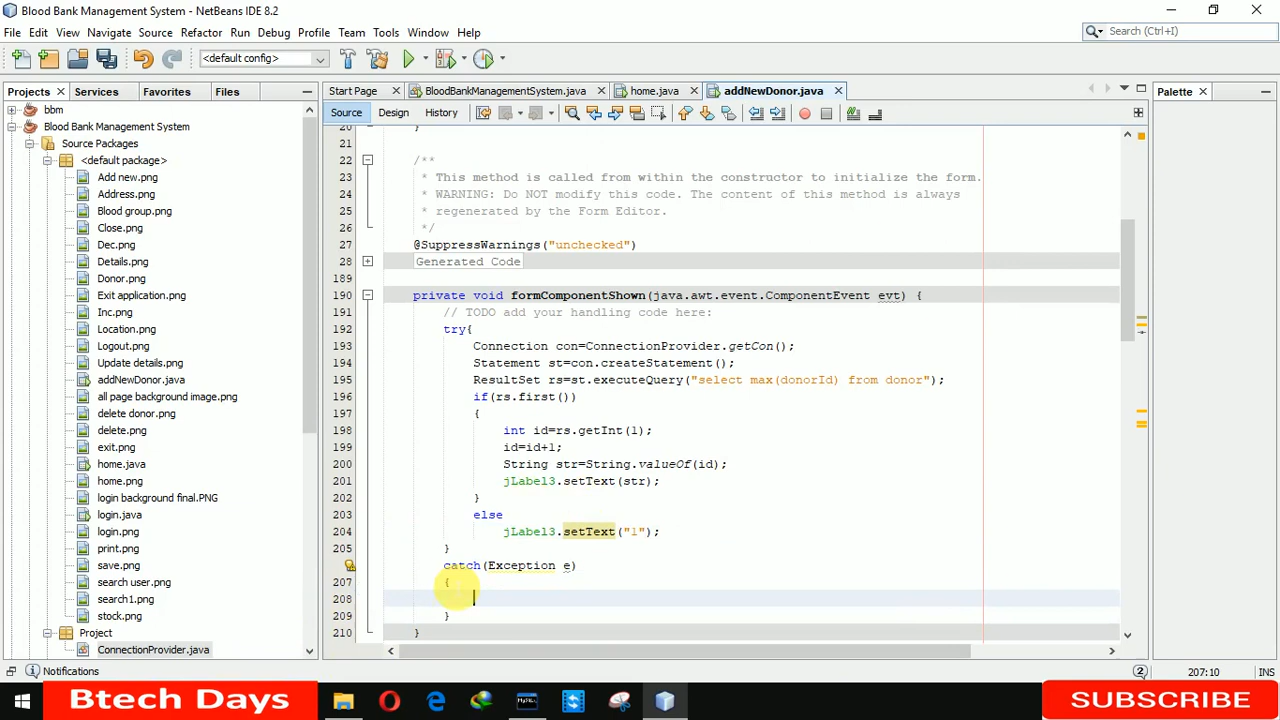 Blood Bank Management System - NetBeans IDE 8.2
File Edit View Navigate Source Refactor Run Debug Profile Team Tools Window Help
Search (Ctrl+I)
<default config>
Projects Services Favorites Files
Start Page BloodBankManagementSystem.java home.java addNewDonor.java
Palette
Source Design History
bbm
Blood Bank Management System
Source Packages
<default package>
Add new.png
Address.png
Blood group.png
Close.png
Dec.png
Details.png
Donor.png
Exit application.png
Inc.png
Location.png
Logout.png
Update details.png
addNewDonor.java
all page background image.png
delete donor.png
delete.png
exit.png
home.java
home.png
login background final.PNG
login.java
login.png
print.png
save.png
search user.png
search1.png
stock.png
Project
ConnectionProvider.java
20 }
21
22 /**
23 * This method is called from within the constructor to initialize the form.
24 * WARNING: Do NOT modify this code. The content of this method is always
25 * regenerated by the Form Editor.
26 */
27 @SuppressWarnings("unchecked")
28 Generated Code
189
190 private void formComponentShown(java.awt.event.ComponentEvent evt) {
191 // TODO add your handling code here:
192 try{
193 Connection con=ConnectionProvider.getCon();
194 Statement st=con.createStatement();
195 ResultSet rs=st.executeQuery("select max(donorId) from donor");
196 if(rs.first())
197 {
198 int id=rs.getInt(1);
199 id=id+1;
200 String str=String.valueOf(id);
201 jLabel3.setText(str);
202 }
203 else
204 jLabel3.setText("1");
205 }
catch(Exception e)
207 {
208
209 }
210 }
Notifications
2
207:10
INS
Btech Days
SUBSCRIBE